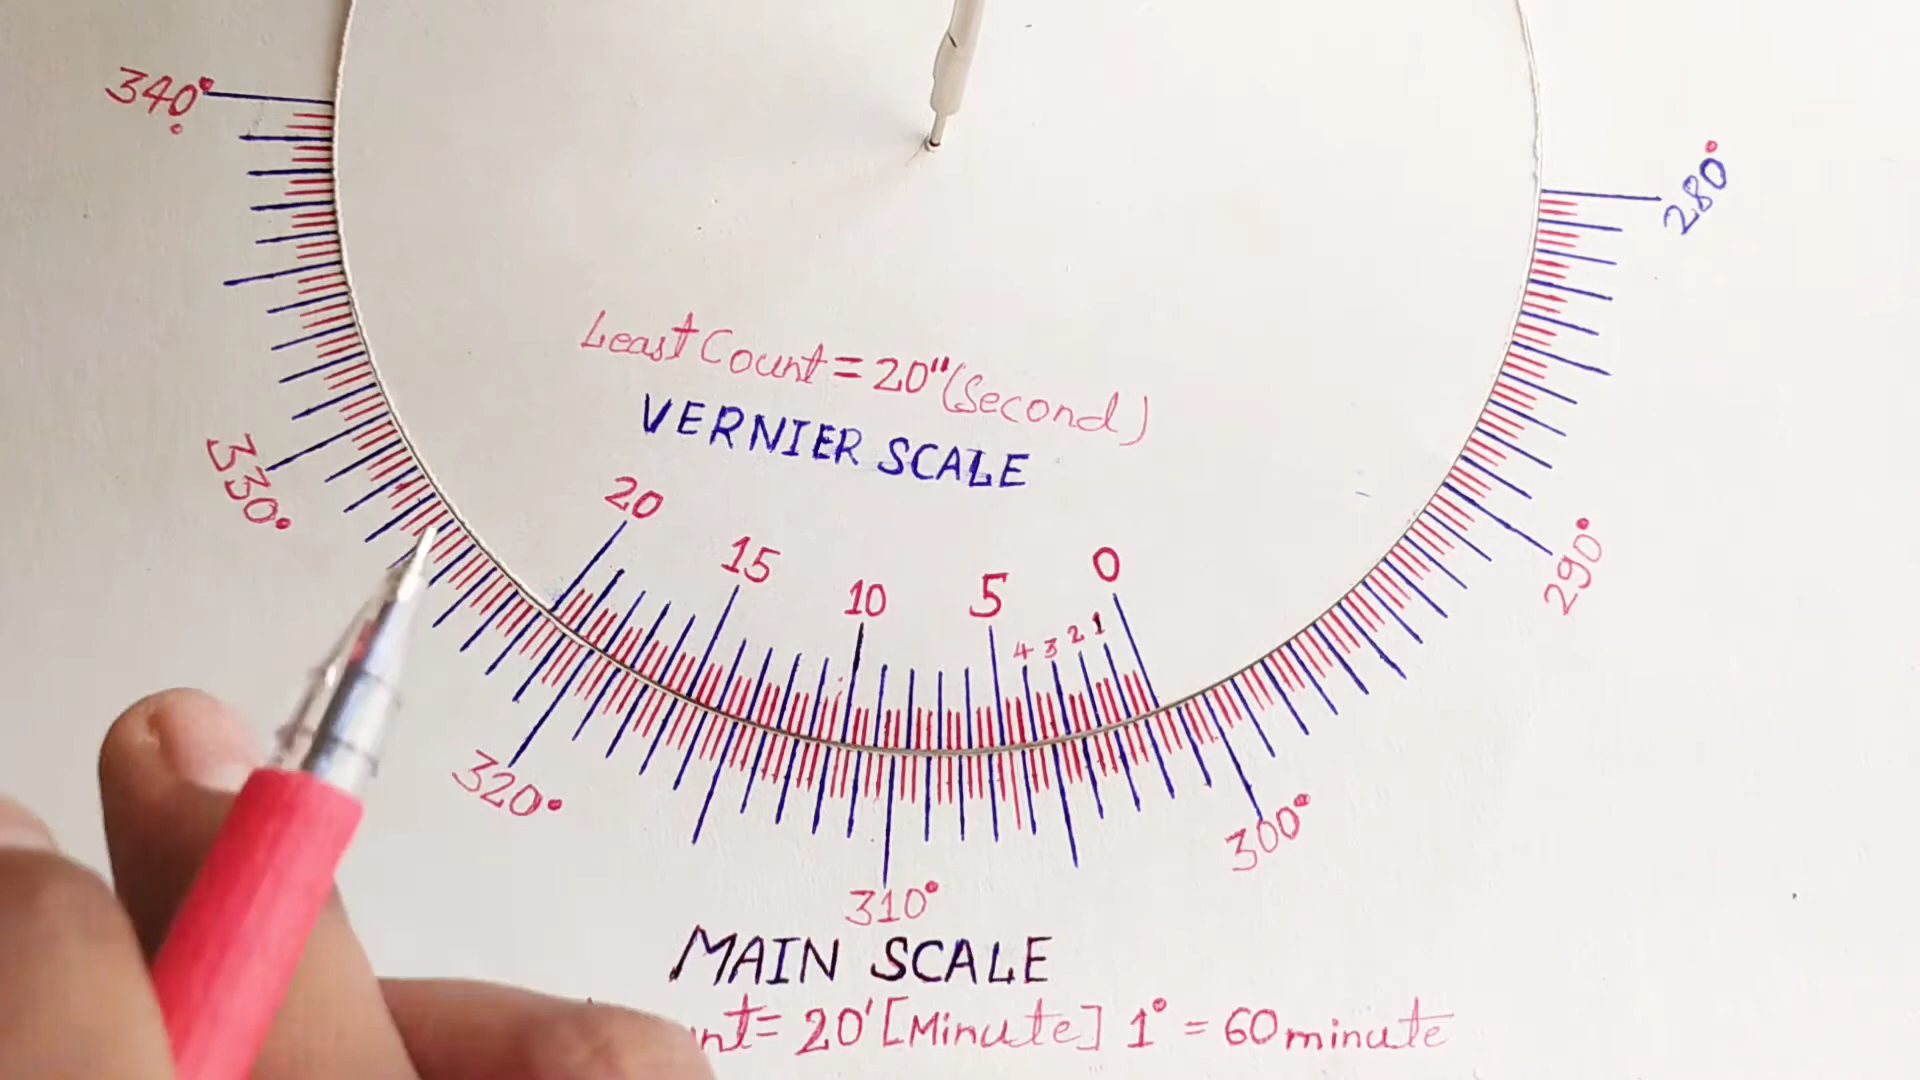 340°
280°
Least Count = 20" (Second)
VERNIER SCALE
330°
20
15
10
5
0
4 3 2 1
290°
320°
300°
310°
MAIN SCALE
= 20' [Minute] 1° = 60 minute